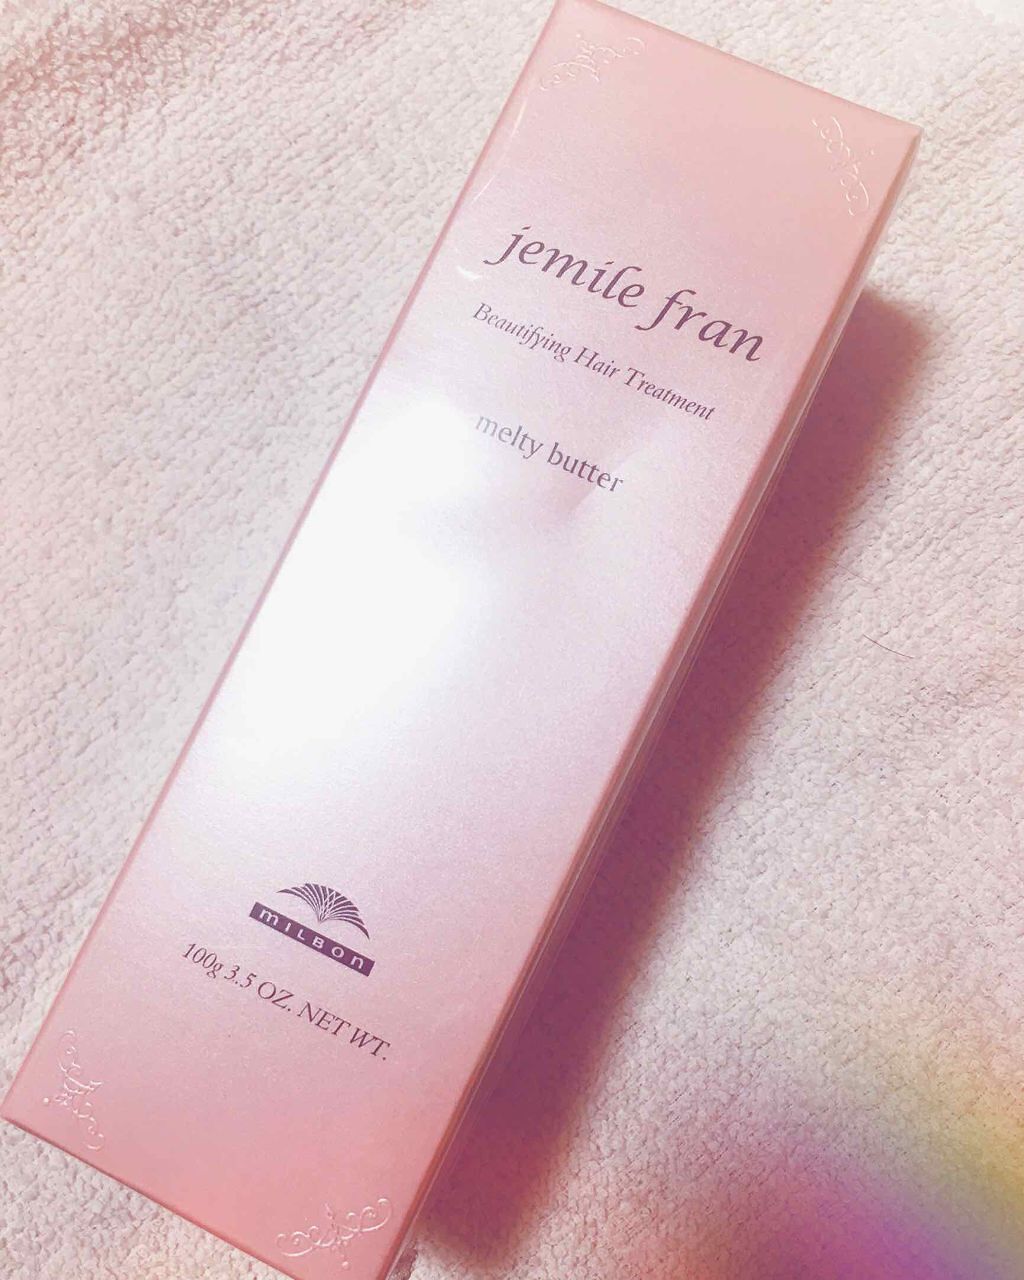 jemile fran
Beautifying Hair Treatment
melty butter
MILBON
100g 3.5 OZ. NET WT.